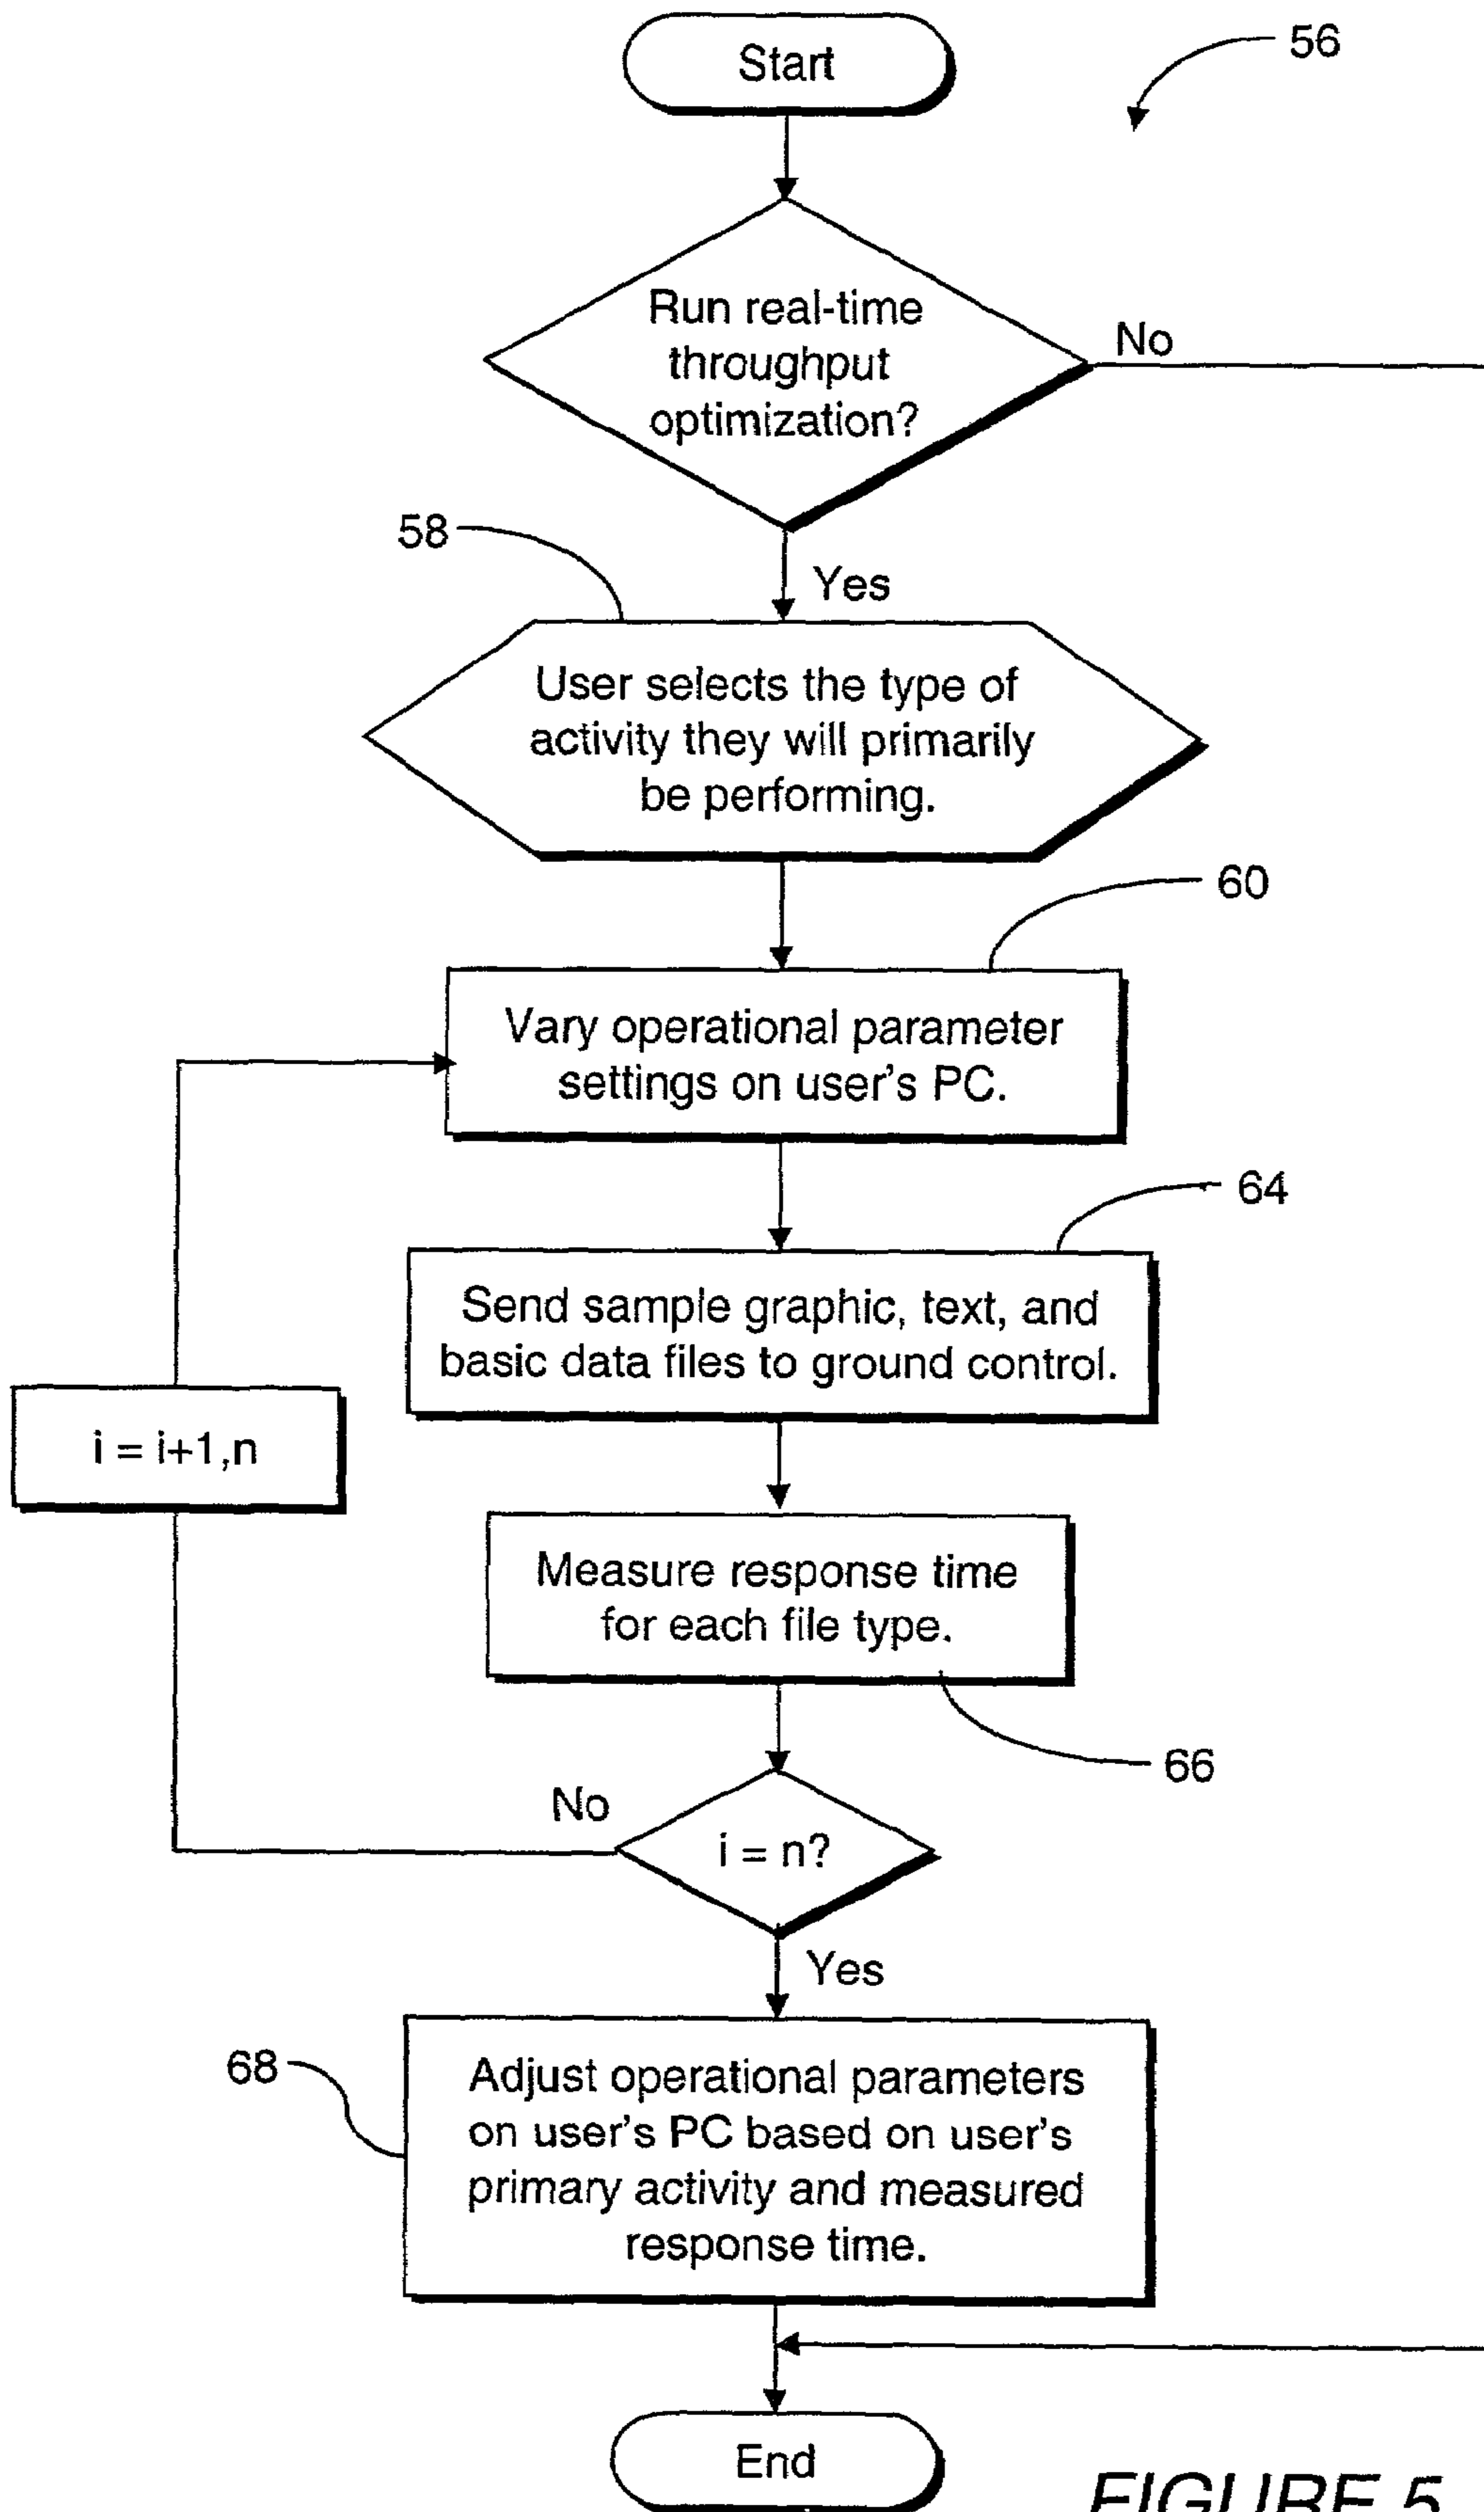 Start
56
Run real-time
throughput
optimization?
No
58
Yes
User selects the type of
activity they will primarily
be performing.
60
Vary operational parameter
settings on user's PC.
64
Send sample graphic, text, and
basic data files to ground control.
i = i+1,n
Measure response time
for each file type.
66
No
i = n?
Yes
68
Adjust operational parameters
on user's PC based on user's
primary activity and measured
response time.
End
FIGURE 5